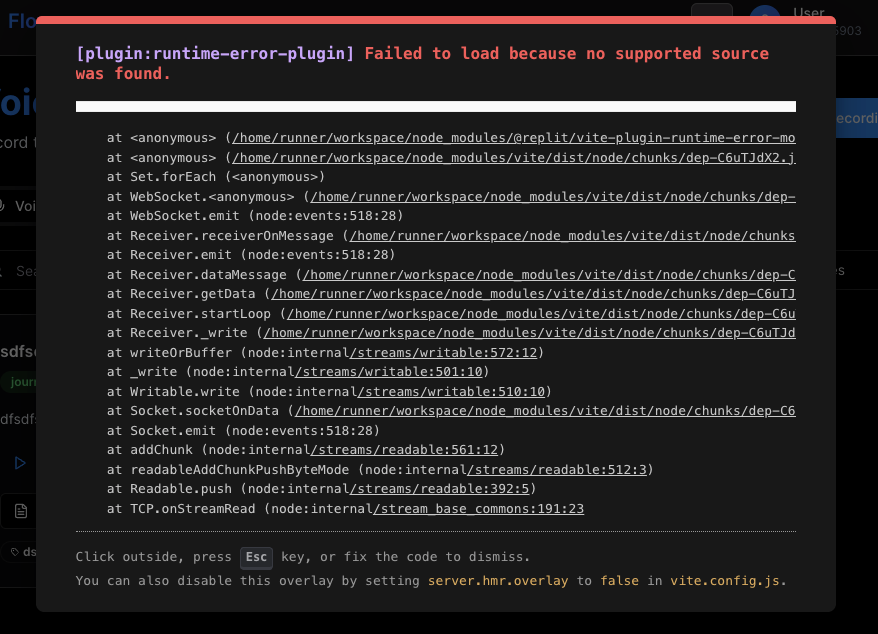 Flo
User
5903
[plugin:runtime-error-plugin] Failed to load because no supported source
was found.
oi
ecordi
cord t
at <anonymous> (/home/runner/workspace/node_modules/@replit/vite-plugin-runtime-error-mo
at <anonymous> (/home/runner/workspace/node_modules/vite/dist/node/chunks/dep-C6uTJdX2.j
at Set.forEach (<anonymous>)
at WebSocket.<anonymous> (/home/runner/workspace/node_modules/vite/dist/node/chunks/dep-
Voi
at WebSocket.emit (node:events:518:28)
at Receiver.receiverOnMessage (/home/runner/workspace/node_modules/vite/dist/node/chunks
at Receiver.emit (node:events:518:28)
Sea
at Receiver.dataMessage (/home/runner/workspace/node_modules/vite/dist/node/chunks/dep-C
es
at Receiver.getData (/home/runner/workspace/node_modules/vite/dist/node/chunks/dep-C6uTJ
at Receiver.startLoop (/home/runner/workspace/node_modules/vite/dist/node/chunks/dep-C6u
at Receiver._write (/home/runner/workspace/node_modules/vite/dist/node/chunks/dep-C6uTJd
sdfs
at writeOrBuffer (node:internal/streams/writable:572:12)
at _write (node:internal/streams/writable:501:10)
journ
at Writable.write (node:internal/streams/writable:510:10)
at Socket.socketOnData (/home/runner/workspace/node_modules/vite/dist/node/chunks/dep-C6
dfsdfs
at Socket.emit (node:events:518:28)
at addChunk (node:internal/streams/readable:561:12)
at readableAddChunkPushByteMode (node:internal/streams/readable:512:3)
at Readable.push (node:internal/streams/readable:392:5)
at TCP.onStreamRead (node:internal/stream_base_commons:191:23
ds
Click outside, press Esc key, or fix the code to dismiss.
You can also disable this overlay by setting server.hmr.overlay to false in vite.config.js.